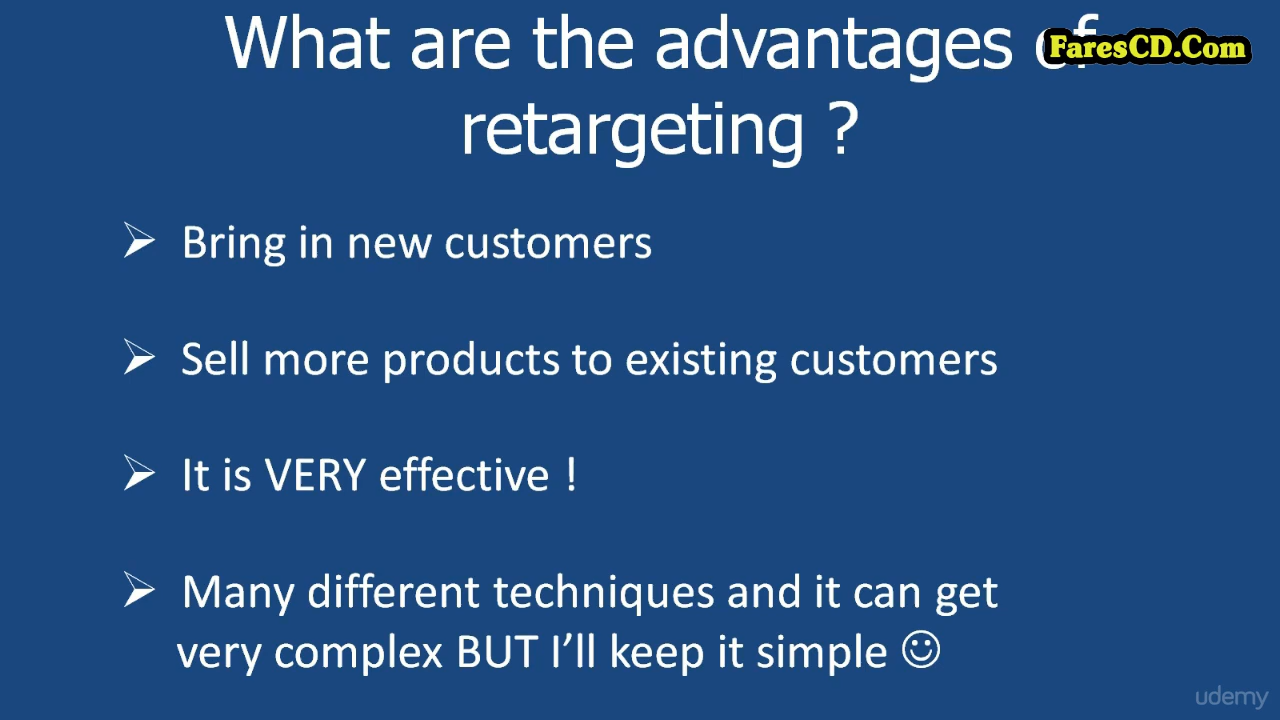 What are the advantages of
FaresCD.Com
retargeting ?
➢ Bring in new customers
➢ Sell more products to existing customers
➢ It is VERY effective !
➢ Many different techniques and it can get
very complex BUT I’ll keep it simple ☺
udemy